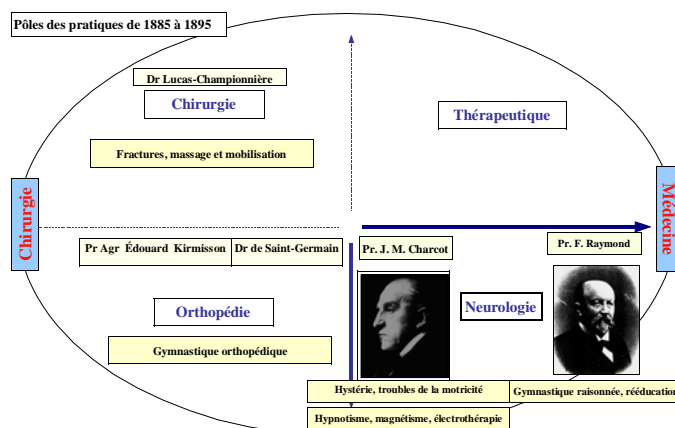 Pôles des pratiques de 1885 à 1895
Dr Lucas-Championnière
Chirurgie
Thérapeutique
Fractures, massage et mobilisation
Chirurgie
Médecine
Pr Agr Édouard Kirmisson
Dr de Saint-Germain
Pr. J. M. Charcot
Pr. F. Raymond
Orthopédie
Neurologie
Gymnastique orthopédique
Hystérie, troubles de la motricité
Gymnastique raisonnée, rééducation
Hypnotisme, magnétisme, électrothérapie